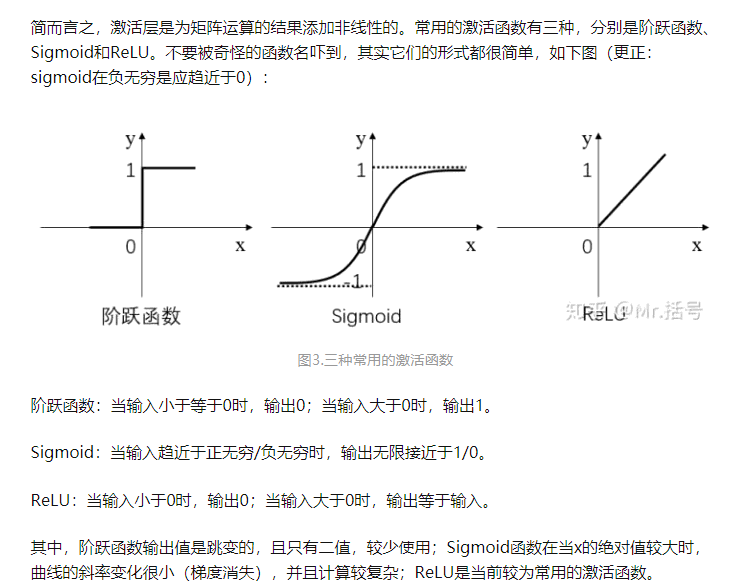 简而言之，激活层是为矩阵运算的结果添加非线性的。常用的激活函数有三种，分别是阶跃函数、
Sigmoid和ReLU。不要被奇怪的函数名吓到，其实它们的形式都很简单，如下图（更正：
sigmoid在负无穷是应趋近于0）：
y
1
0
x
阶跃函数
y
1
0
x
-1
Sigmoid
y
1
0
x
ReLU
知乎 @Mr.括号
图3.三种常用的激活函数
阶跃函数：当输入小于等于0时，输出0；当输入大于0时，输出1。
Sigmoid：当输入趋近于正无穷/负无穷时，输出无限接近于1/0。
ReLU：当输入小于0时，输出0；当输入大于0时，输出等于输入。
其中，阶跃函数输出值是跳变的，且只有二值，较少使用；Sigmoid函数在当x的绝对值较大时，
曲线的斜率变化很小（梯度消失），并且计算较复杂；ReLU是当前较为常用的激活函数。